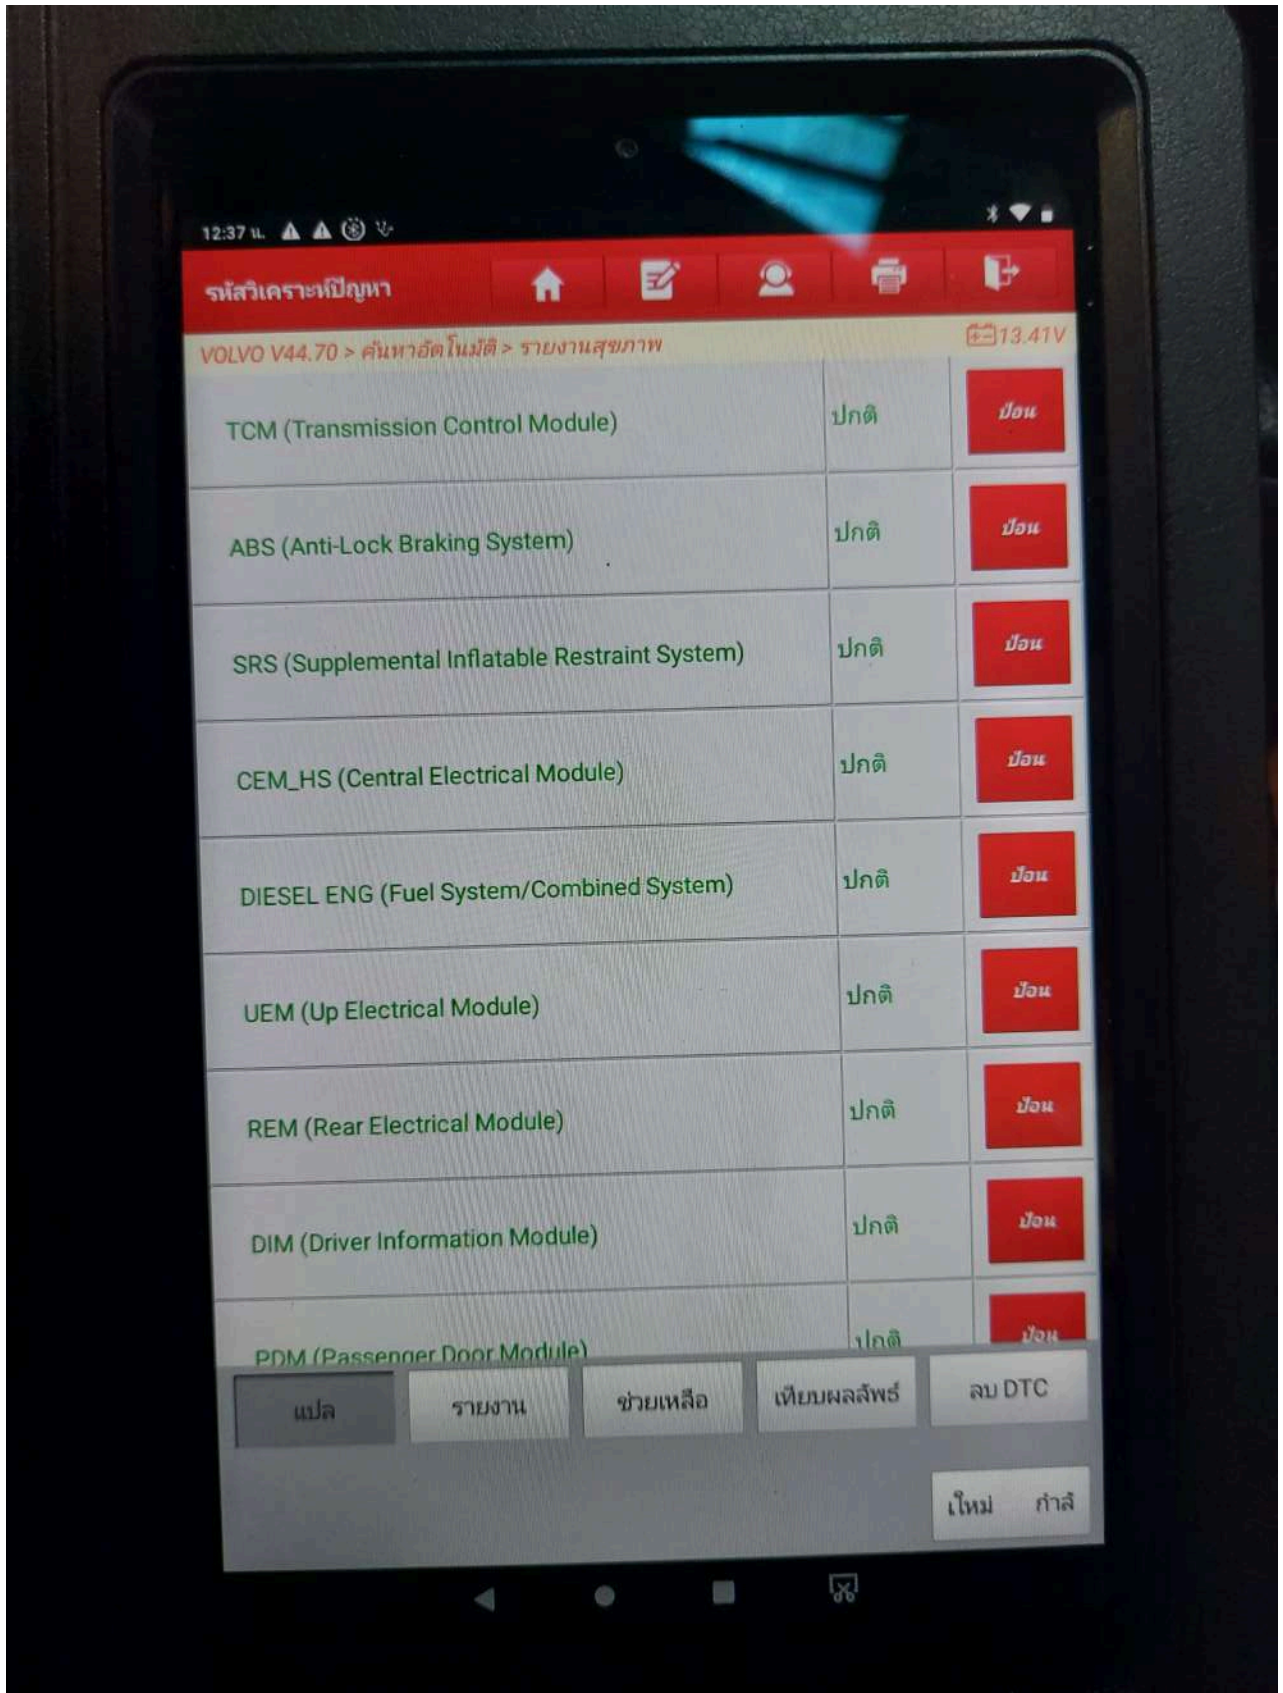 12:37 น.
รหัสวิเคราะห์ปัญหา
VOLVO V44.70 > ค้นหาอัตโนมัติ > รายงานสุขภาพ
13.41V
TCM (Transmission Control Module) ปกติ ป้อน
ABS (Anti-Lock Braking System) ปกติ ป้อน
SRS (Supplemental Inflatable Restraint System) ปกติ ป้อน
CEM_HS (Central Electrical Module) ปกติ ป้อน
DIESEL ENG (Fuel System/Combined System) ปกติ ป้อน
UEM (Up Electrical Module) ปกติ ป้อน
REM (Rear Electrical Module) ปกติ ป้อน
DIM (Driver Information Module) ปกติ ป้อน
PDM (Passenger Door Module) ปกติ ป้อน
แปล รายงาน ช่วยเหลือ เทียบผลลัพธ์ ลบ DTC
เใหม่ กำลั